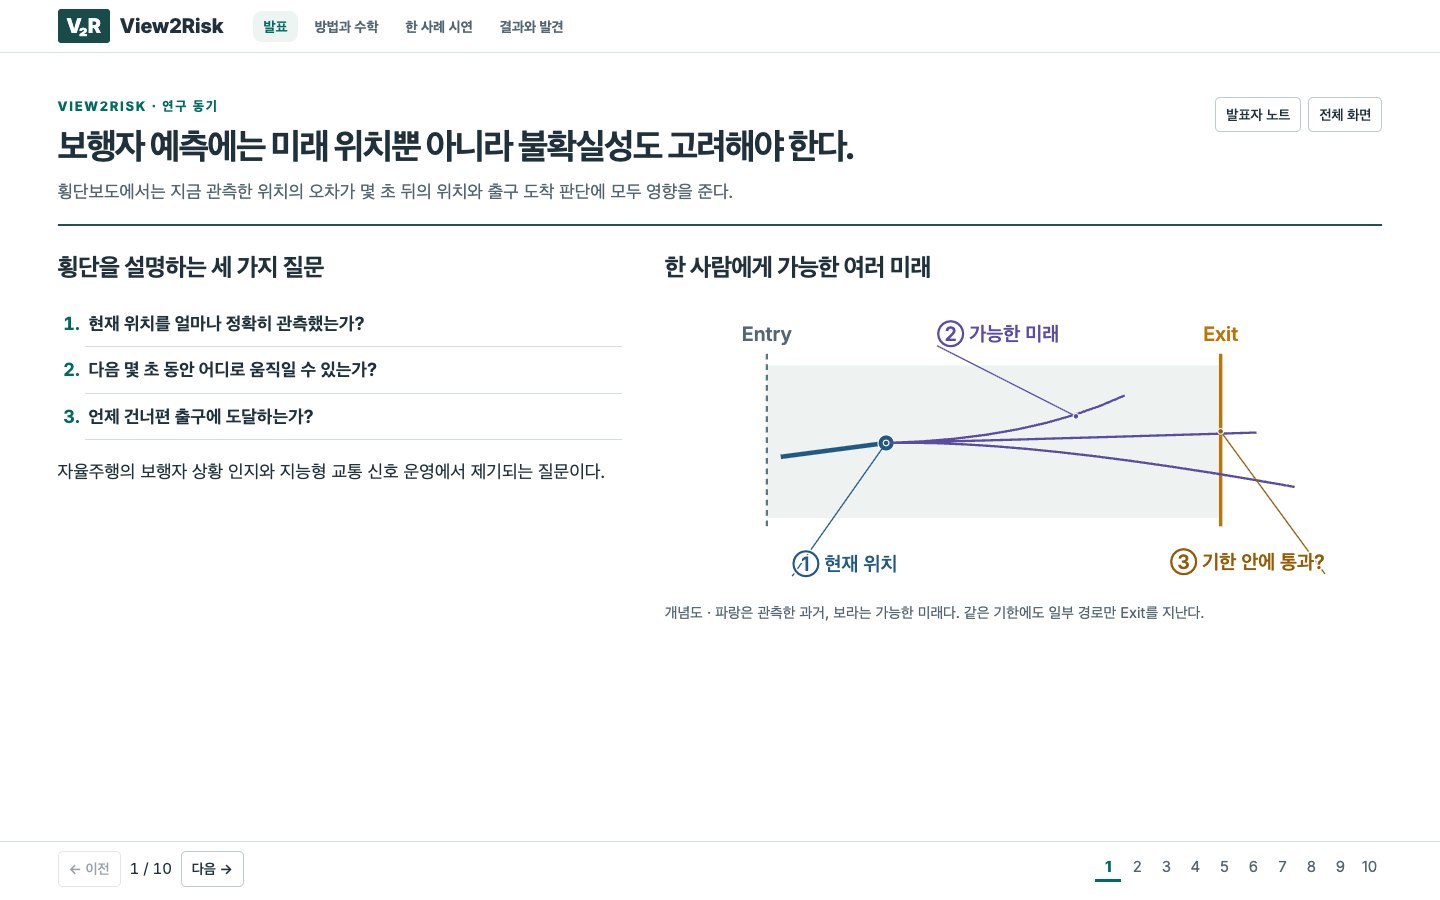 V2R View2Risk 발표 방법과 수학 한 사례 시연 결과와 발견
VIEW2RISK · 연구 동기
발표자 노트 전체 화면
보행자 예측에는 미래 위치뿐 아니라 불확실성도 고려해야 한다.
횡단보도에서는 지금 관측한 위치의 오차가 몇 초 뒤의 위치와 출구 도착 판단에 모두 영향을 준다.
횡단을 설명하는 세 가지 질문
1. 현재 위치를 얼마나 정확히 관측했는가?
2. 다음 몇 초 동안 어디로 움직일 수 있는가?
3. 언제 건너편 출구에 도달하는가?
자율주행의 보행자 상황 인지와 지능형 교통 신호 운영에서 제기되는 질문이다.
한 사람에게 가능한 여러 미래
Entry
② 가능한 미래
Exit
① 현재 위치
③ 기한 안에 통과?
개념도 · 파랑은 관측한 과거, 보라는 가능한 미래다. 같은 기한에도 일부 경로만 Exit를 지난다.
← 이전 1 / 10 다음 →
1 2 3 4 5 6 7 8 9 10